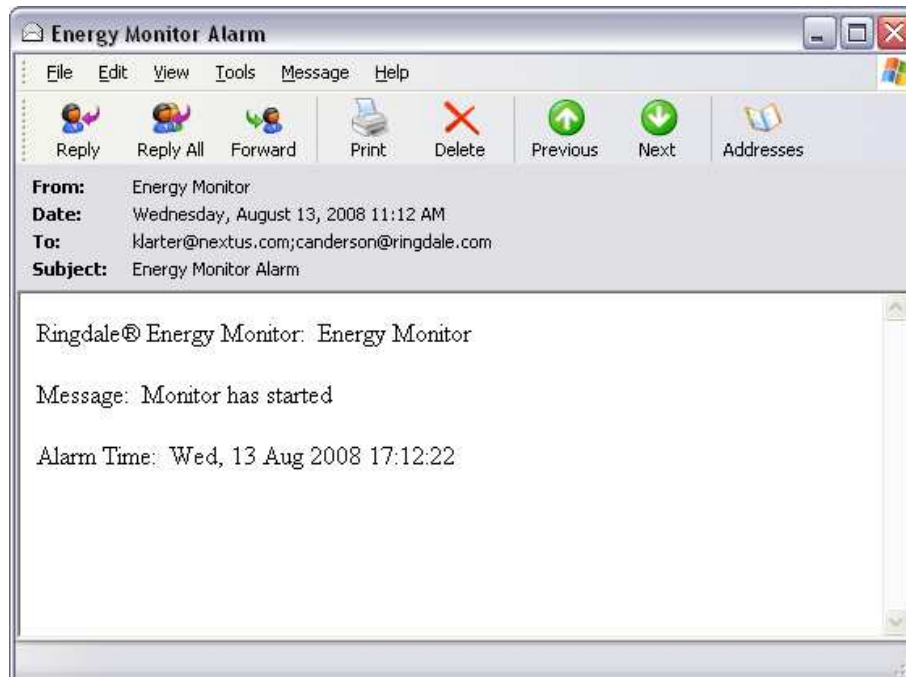 Energy Monitor Alarm
File Edit View Tools Message Help
Reply Reply All Forward Print Delete Previous Next Addresses
From: Energy Monitor
Date: Wednesday, August 13, 2008 11:12 AM
To: klarter@nextus.com;canderson@ringdale.com
Subject: Energy Monitor Alarm
Ringdale® Energy Monitor: Energy Monitor
Message: Monitor has started
Alarm Time: Wed, 13 Aug 2008 17:12:22